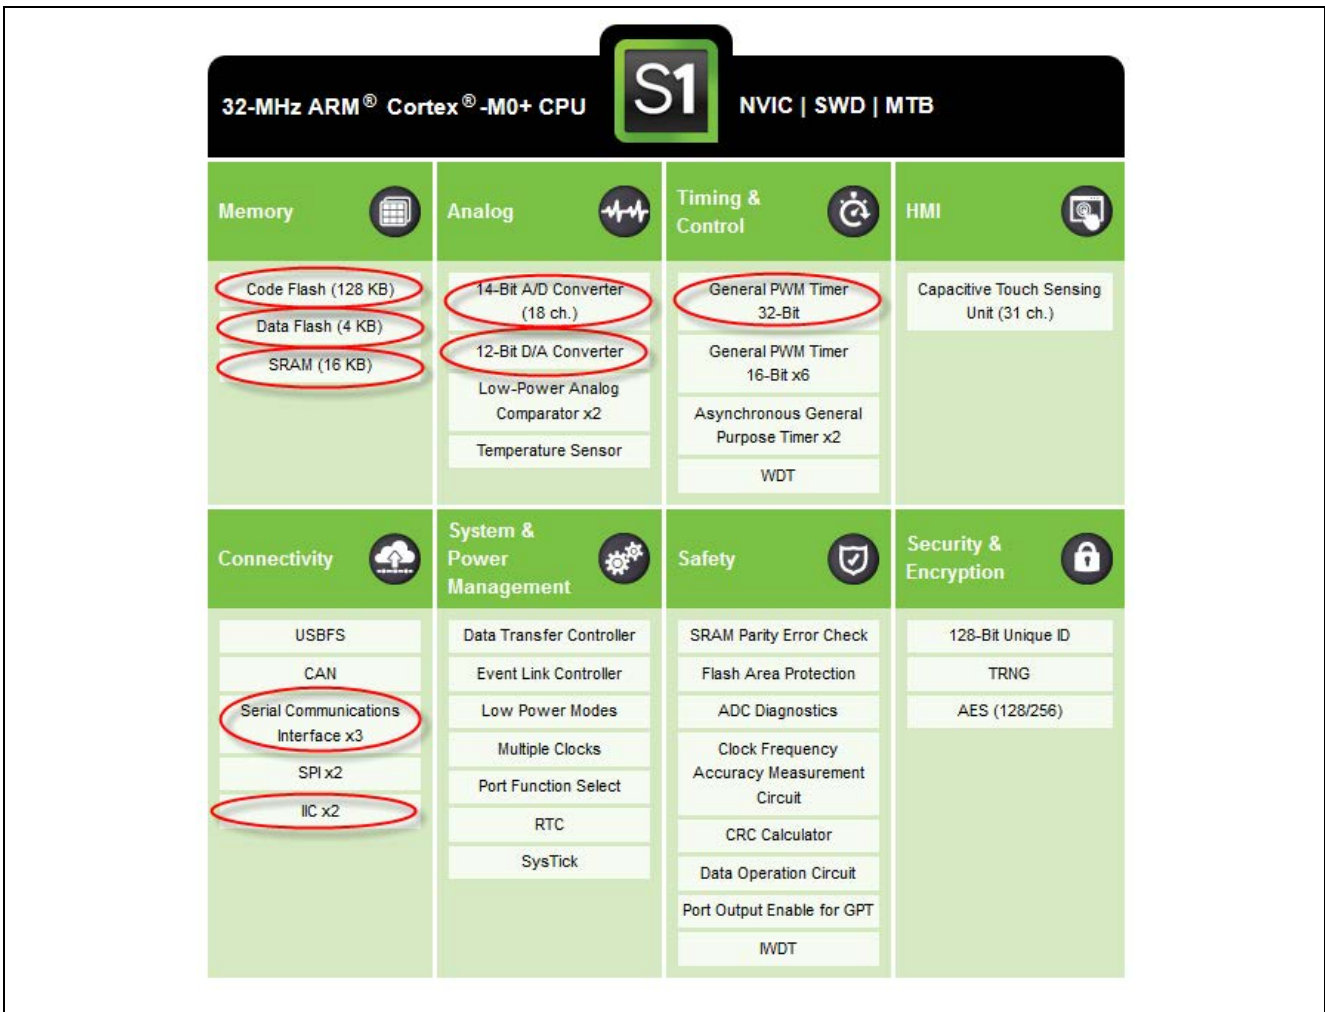 32-MHz ARM® Cortex®-M0+ CPU
S1
NVIC | SWD | MTB
Memory
Code Flash (128 KB)
Data Flash (4 KB)
SRAM (16 KB)
Analog
14-Bit A/D Converter
(18 ch.)
12-Bit D/A Converter
Low-Power Analog
Comparator x2
Temperature Sensor
Timing &
Control
General PWM Timer
32-Bit
General PWM Timer
16-Bit x6
Asynchronous General
Purpose Timer x2
WDT
HMI
Capacitive Touch Sensing
Unit (31 ch.)
Connectivity
USBFS
CAN
Serial Communications
Interface x3
SPI x2
IIC x2
System &
Power
Management
Data Transfer Controller
Event Link Controller
Low Power Modes
Multiple Clocks
Port Function Select
RTC
SysTick
Safety
SRAM Parity Error Check
Flash Area Protection
ADC Diagnostics
Clock Frequency
Accuracy Measurement
Circuit
CRC Calculator
Data Operation Circuit
Port Output Enable for GPT
IWDT
Security &
Encryption
128-Bit Unique ID
TRNG
AES (128/256)